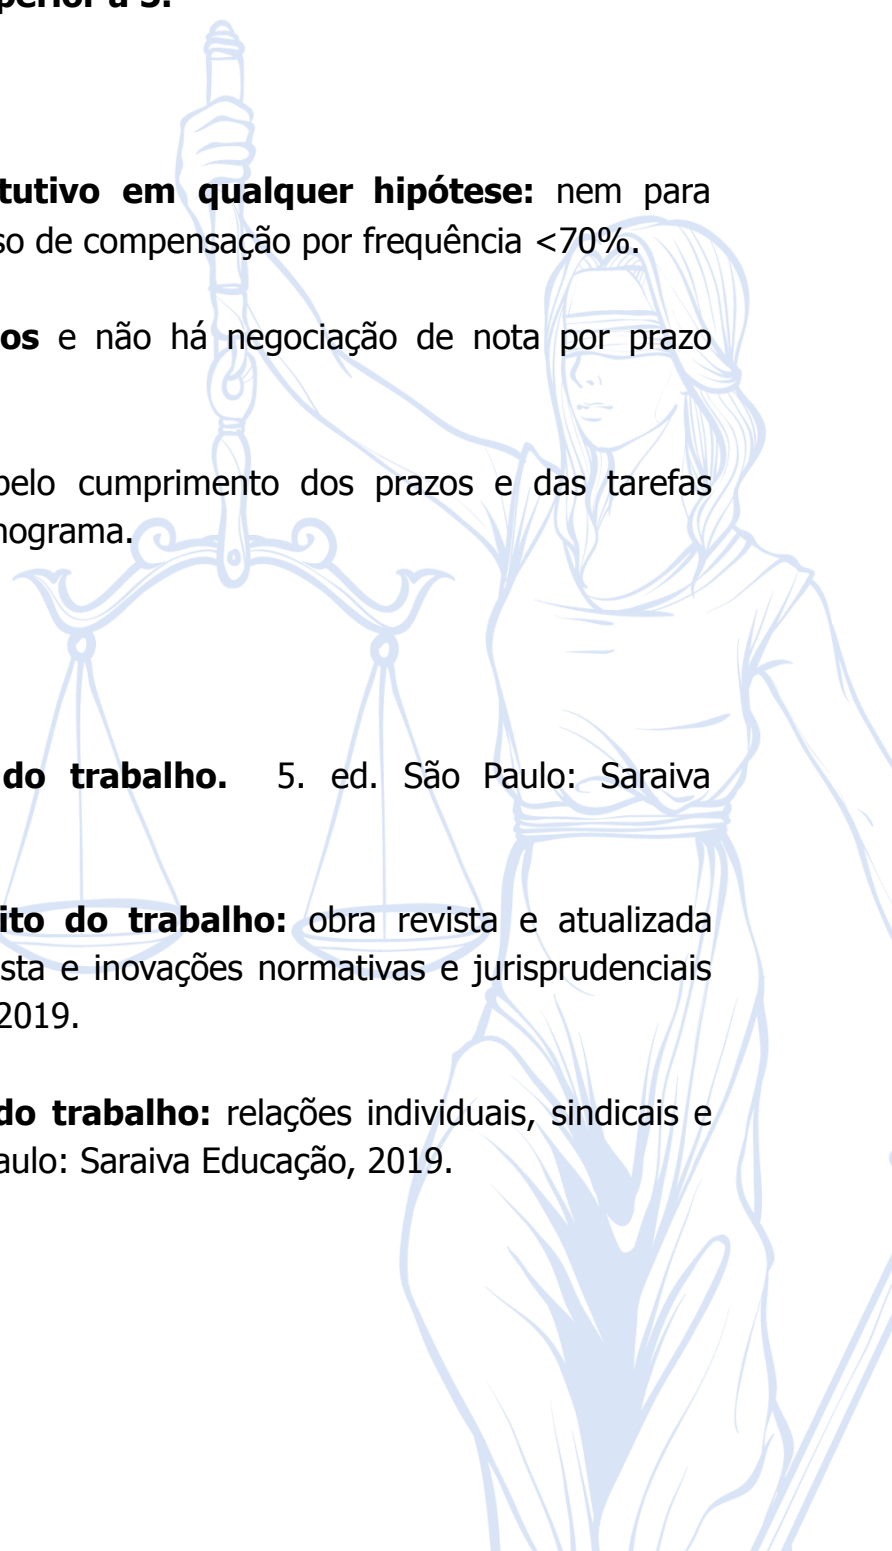 perior a 5.
tutivo em qualquer hipótese: nem para
so de compensação por frequência <70%.
os e não há negociação de nota por prazo
pelo cumprimento dos prazos e das tarefas
nograma.
do trabalho. 5. ed. São Paulo: Saraiva
ito do trabalho: obra revista e atualizada
sta e inovações normativas e jurisprudenciais
2019.
do trabalho: relações individuais, sindicais e
aulo: Saraiva Educação, 2019.